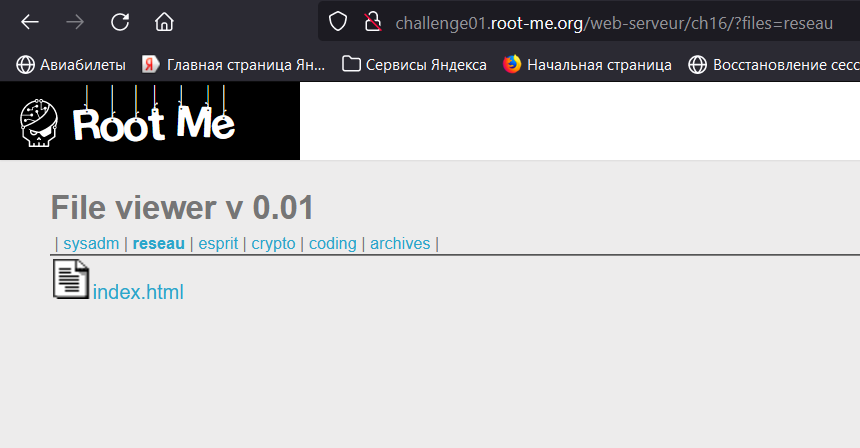 challenge01.root-me.org/web-serveur/ch16/?files=reseau
Авиабилеты Главная страница Ян... Сервисы Яндекса Начальная страница Восстановление сесс
Root Me
File viewer v 0.01
| sysadm | reseau | esprit | crypto | coding | archives |
index.html